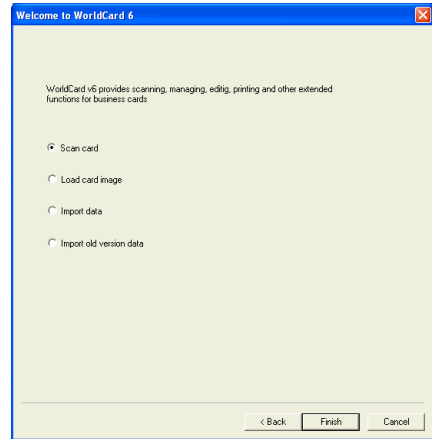 Welcome to WorldCard 6
WorldCard v6 provides scanning, managing, editig, printing and other extended
functions for business cards
Scan card
Load card image
Import data
Import old version data
< Back Finish Cancel